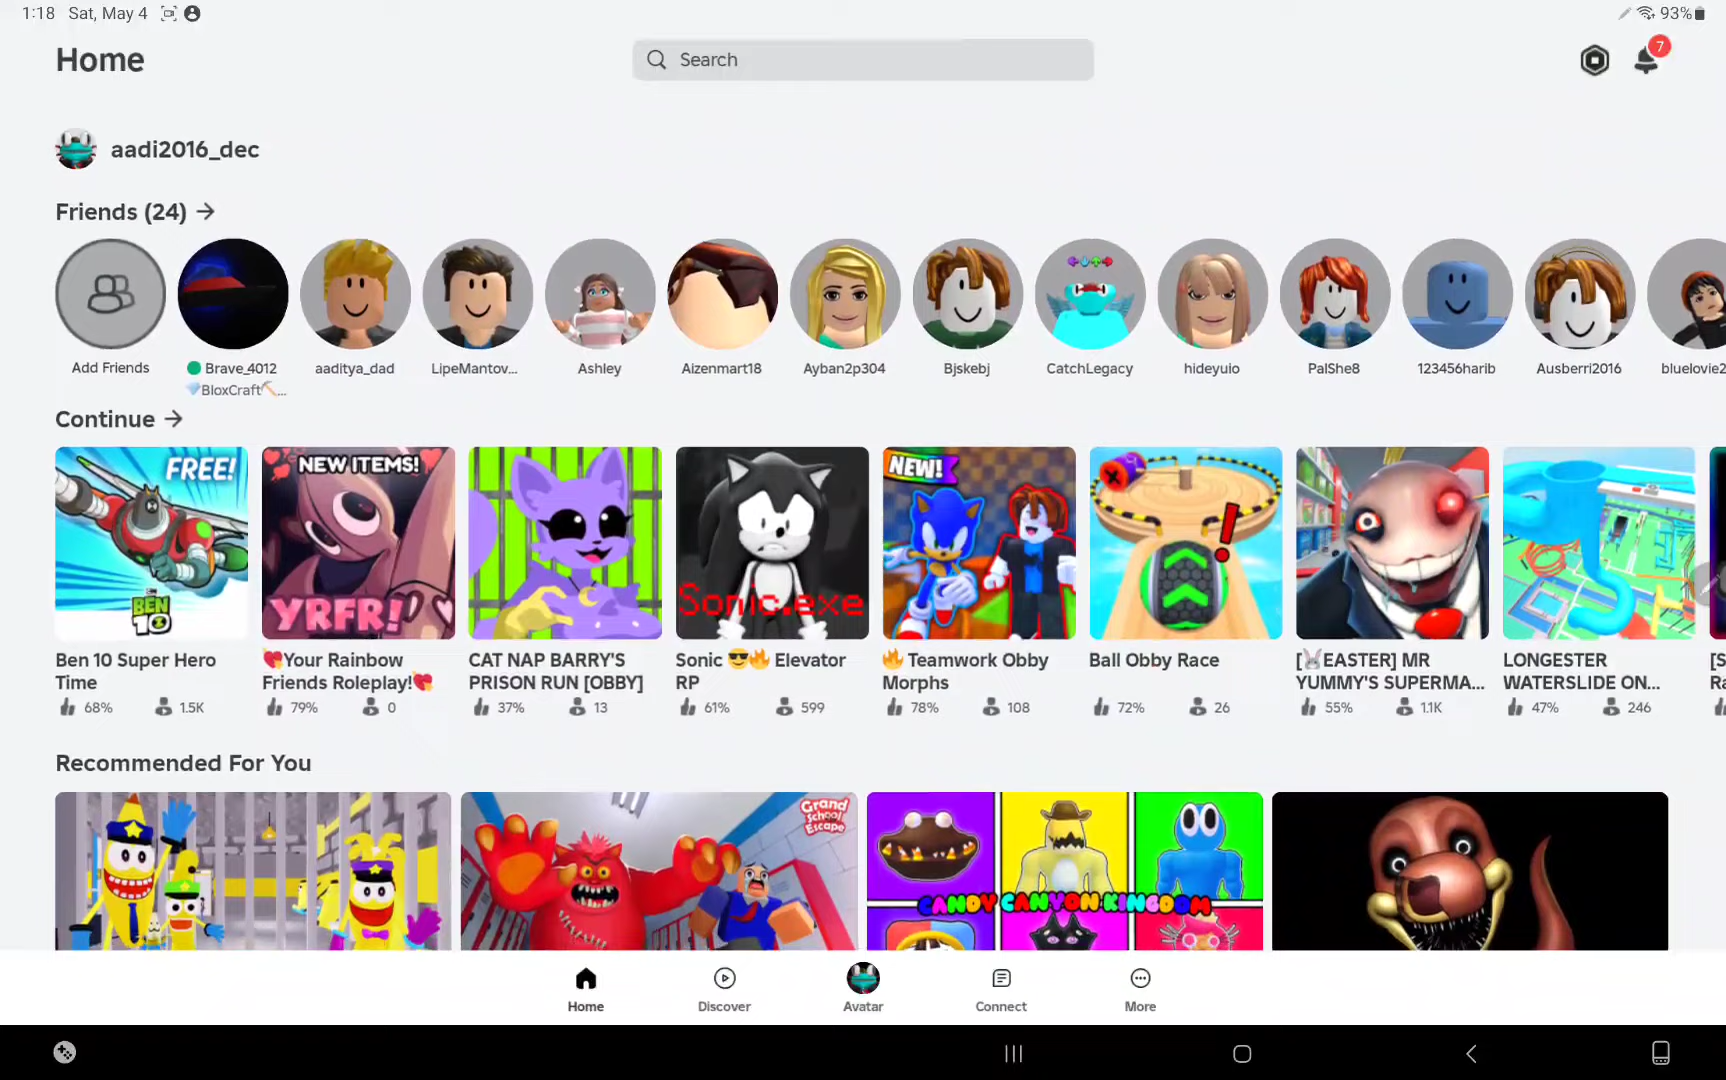 1:18 Sat, May 4
93%
Home
Search
7
aadi2016_dec
Friends (24) →
Add Friends
Brave_4012
💎BloxCraft⛏️...
aaditya_dad
LipeMantov...
Ashley
Aizenmart18
Ayban2p304
Bjskebj
CatchLegacy
hideyuio
PalShe8
123456harib
Ausberri2016
bluelovie2
Continue →
FREE!
BEN
10
NEW ITEMS!
YRFR!
Sonic.exe
NEW!
Ben 10 Super Hero
Time
68% 1.5K
💘Your Rainbow
Friends Roleplay!💘
79% 0
CAT NAP BARRY'S
PRISON RUN [OBBY]
37% 13
Sonic 😎🔥 Elevator
RP
61% 599
🔥 Teamwork Obby
Morphs
78% 108
Ball Obby Race
72% 26
[🐰EASTER] MR
YUMMY'S SUPERMA...
55% 1.1K
LONGESTER
WATERSLIDE ON...
47% 246
[S
Ra
Recommended For You
Grand
School
Escape
CANDY CANYON KINGDOM
Home
Discover
Avatar
Connect
More